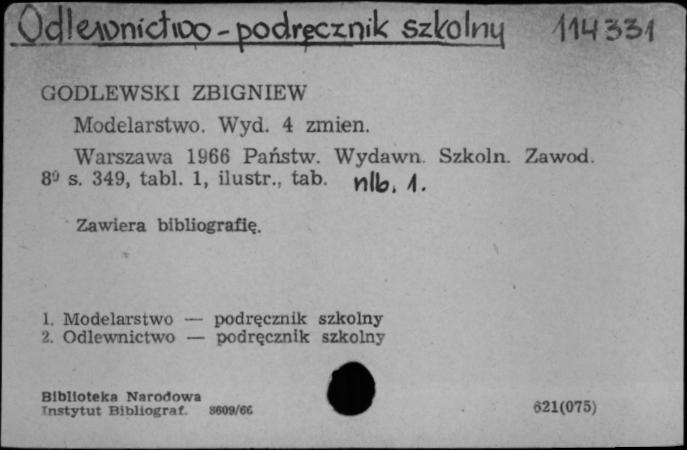 Odlewnictwo - podręcznik szkolny 114331
GODLEWSKI ZBIGNIEW
Modelarstwo. Wyd. 4 zmien.
Warszawa 1966 Państw. Wydawn. Szkoln. Zawod.
8⁰ s. 349, tabl. 1, ilustr., tab. nlb. 1.
Zawiera bibliografię.
1. Modelarstwo — podręcznik szkolny
2. Odlewnictwo — podręcznik szkolny
Biblioteka Narodowa
Instytut Bibliograf. 8609/66 621(075)